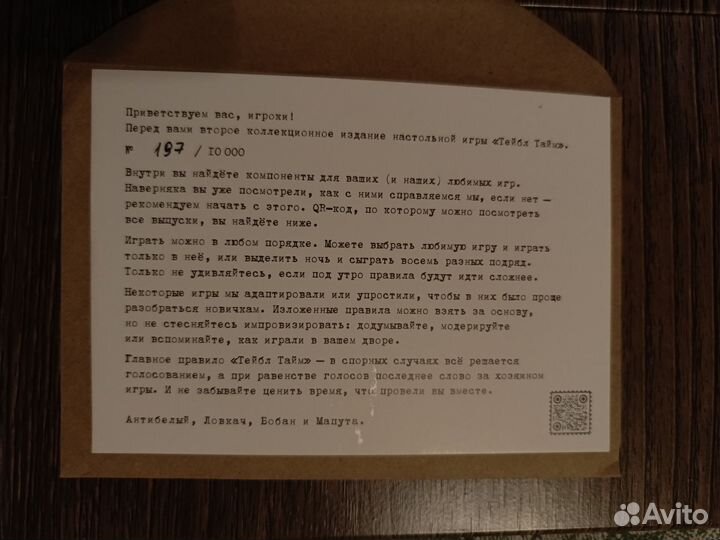 Приветствуем вас, игроки!
Перед вами второе коллекционное издание настольной игры «Тейбл Тайм».
№ 197 / 10 000
Внутри вы найдёте компоненты для ваших (и наших) любимых игр.
Наверняка вы уже посмотрели, как с ними справляемся мы, если нет —
рекомендуем начать с этого. QR-код, по которому можно посмотреть
все выпуски, вы найдёте ниже.
Играть можно в любом порядке. Можете выбрать любимую игру и играть
только в неё, или выделить ночь и сыграть восемь разных подряд.
Только не удивляйтесь, если под утро правила будут идти сложнее.
Некоторые игры мы адаптировали или упростили, чтобы в них было проще
разобраться новичкам. Изложенные правила можно взять за основу,
но не стесняйтесь импровизировать: додумывайте, модерируйте
или вспоминайте, как играли в вашем дворе.
Главное правило «Тейбл Тайм» — в спорных случаях всё решается
голосованием, а при равенстве голосов последнее слово за хозяином
игры. И не забывайте ценить время, что провели вы вместе.
Антибелый, Ловкач, Бобан и Мапута.
Avito